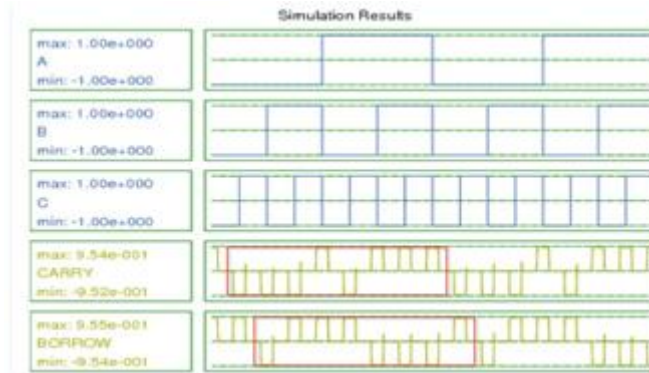 Simulation Results
max: 1.00e+000
A
min: -1.00e+000
max: 1.00e+000
B
min: -1.00e+000
max: 1.00e+000
C
min: -1.00e+000
max: 9.54e-001
CARRY
min: -9.52e-001
max: 9.55e-001
BORROW
min: -9.54e-001